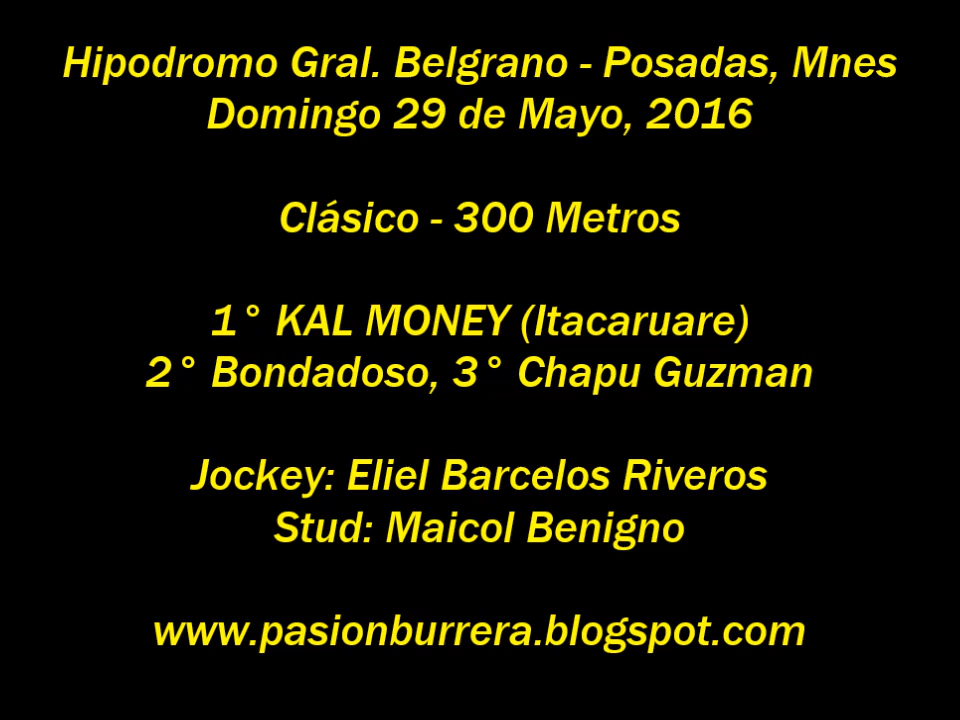 Hipodromo Gral. Belgrano - Posadas, Mnes
Domingo 29 de Mayo, 2016
Clásico - 300 Metros
1° KAL MONEY (Itacaruare)
2° Bondadoso, 3° Chapu Guzman
Jockey: Eliel Barcelos Riveros
Stud: Maicol Benigno
www.pasionburrera.blogspot.com